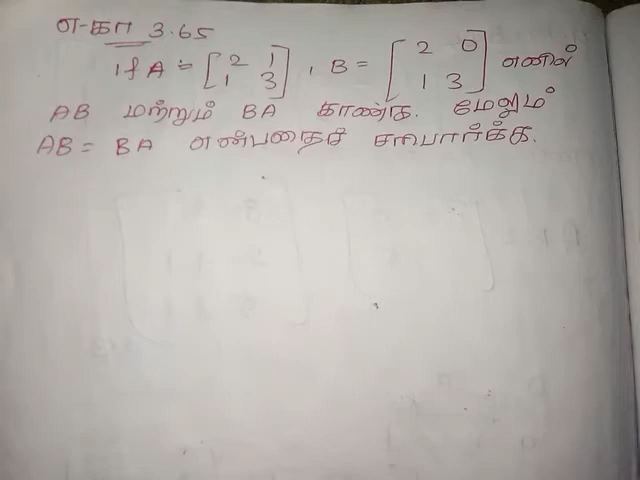 எ-கா 3.65
If A = [2 1 1 3], B = [2 0 1 3] எனில்
AB மற்றும் BA காண்க. மேலும்
AB = BA என்பதைச் சரிபார்க்க.